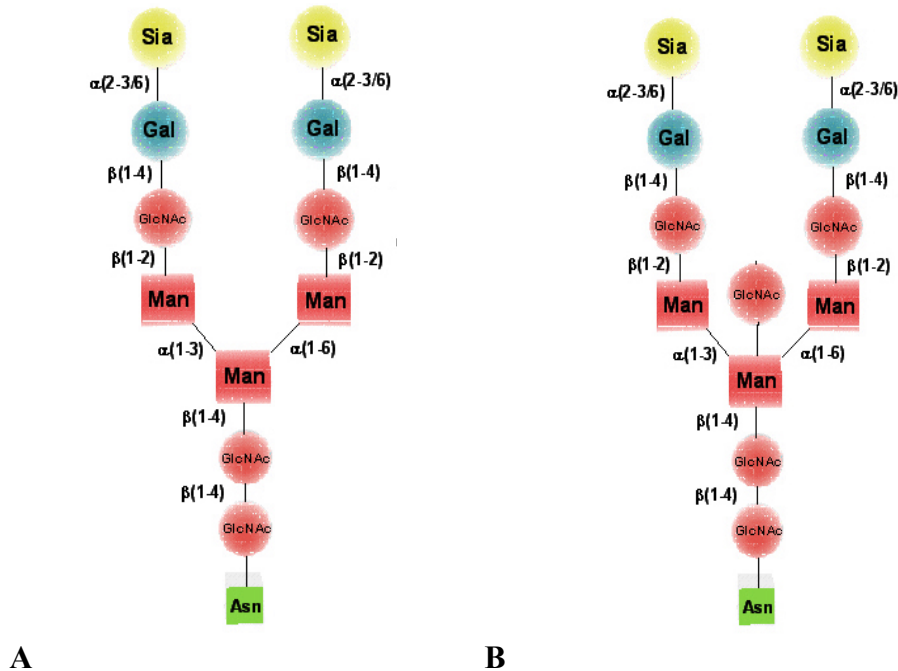 Sia Sia
α(2-3/6) α(2-3/6)
Gal Gal
β(1-4) β(1-4)
GlcNAc GlcNAc
β(1-2) β(1-2)
Man Man
α(1-3) α(1-6)
Man
β(1-4)
GlcNAc
β(1-4)
GlcNAc
Asn
A
Sia Sia
α(2-3/6) α(2-3/6)
Gal Gal
β(1-4) β(1-4)
GlcNAc GlcNAc
β(1-2) β(1-2)
Man GlcNAc Man
α(1-3) α(1-6)
Man
β(1-4)
GlcNAc
β(1-4)
GlcNAc
Asn
B